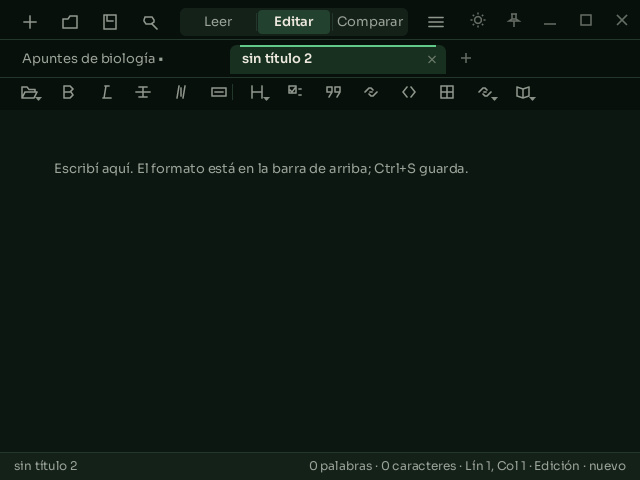 Leer Editar Comparar
Apuntes de biología • sin título 2
Escribí aquí. El formato está en la barra de arriba; Ctrl+S guarda.
sin título 2 0 palabras · 0 caracteres · Lín 1, Col 1 · Edición · nuevo